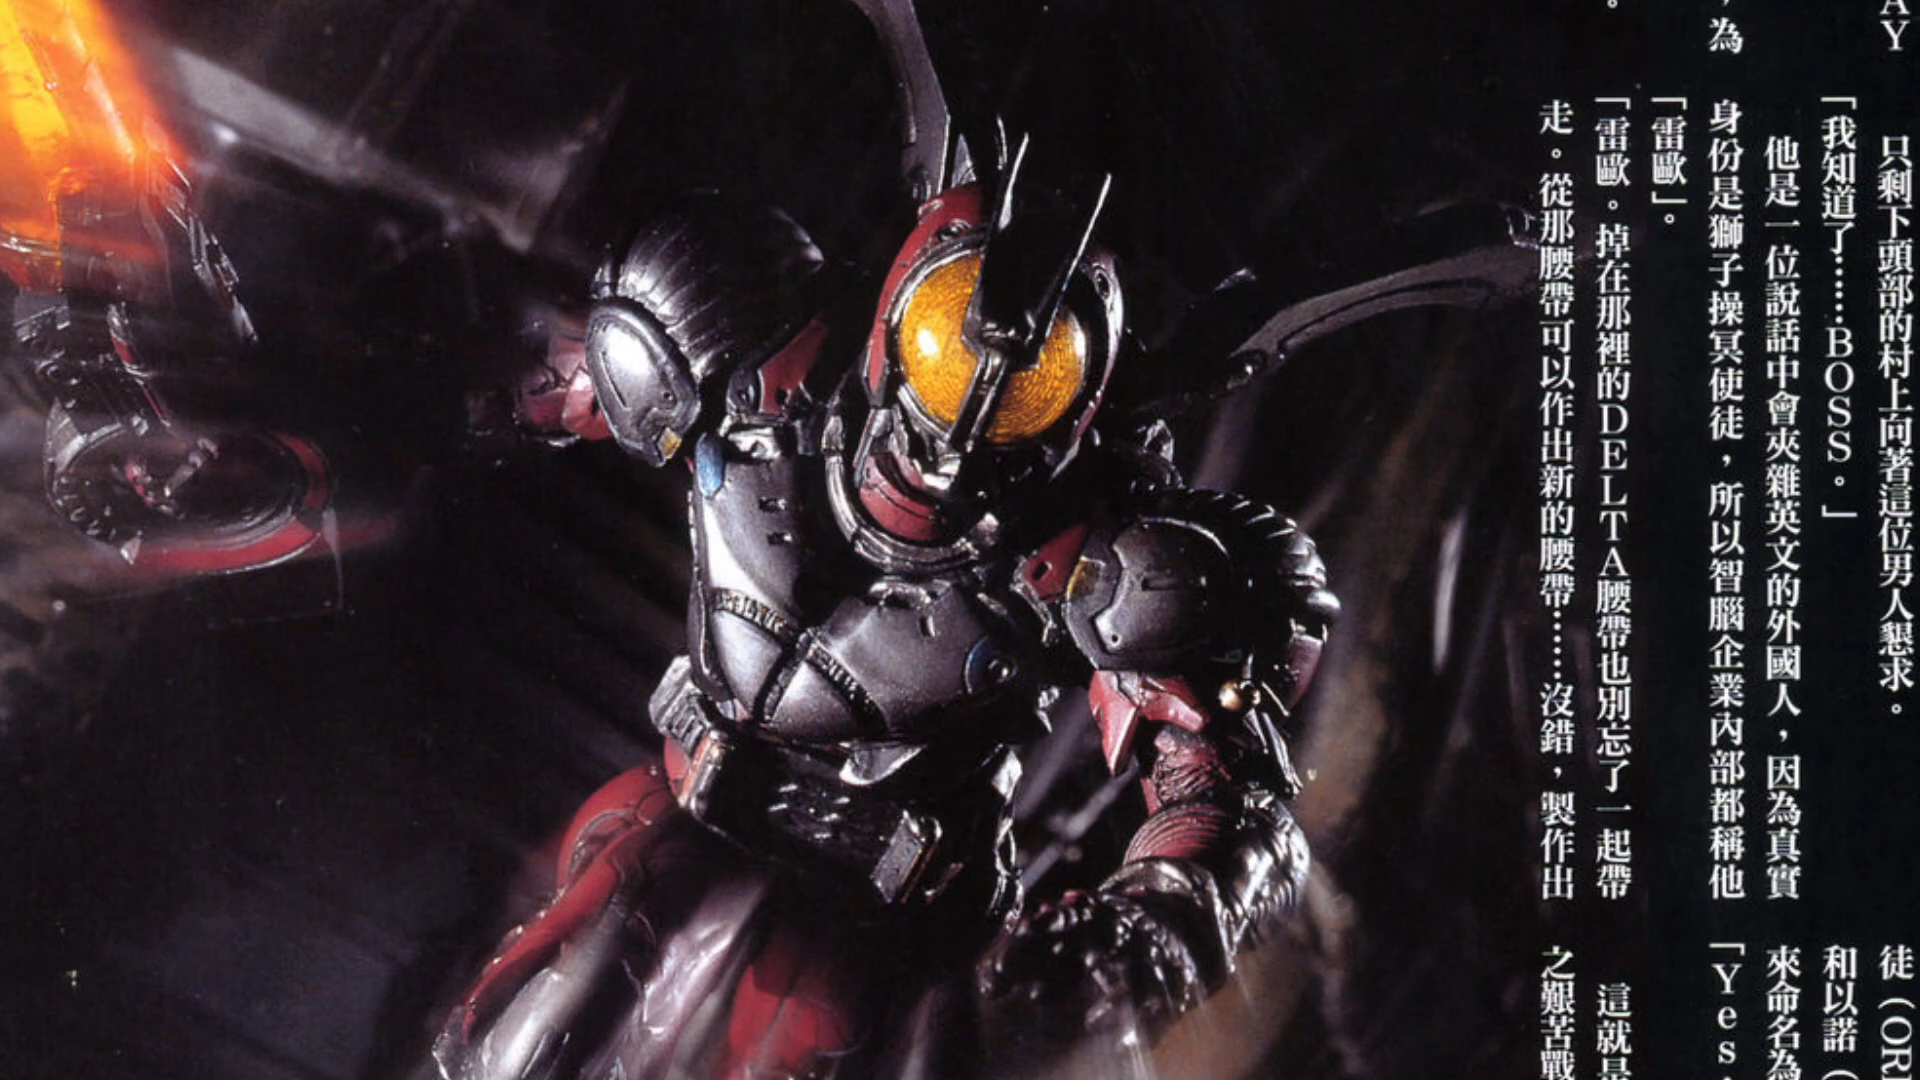 AY
,為
。
只剩下頭部的村上向著這位男人懇求。
「我知道了……BOSS。」
他是一位說話中會夾雜英文的外國人,因為真實
身份是獅子操冥使徒,所以智腦企業內部都稱他
「雷歐」。
「雷歐。掉在那裡的DELTA腰帶也別忘了一起帶
走。從那腰帶可以作出新的腰帶……沒錯,製作出
徒(ORI
和以諾(
來命名為
「Yes
這就是
之艱苦戰